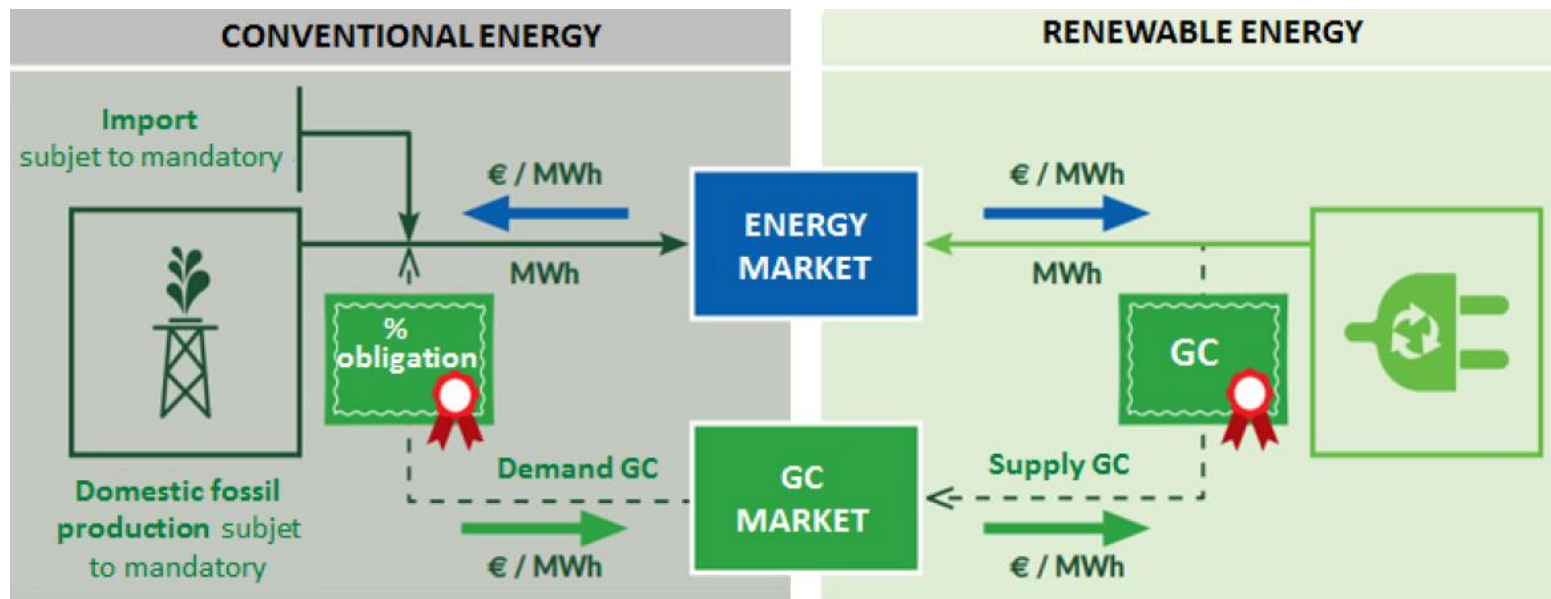 CONVENTIONAL ENERGY
RENEWABLE ENERGY
Import
subjet to mandatory
€ / MWh
€ / MWh
ENERGY
MARKET
MWh
MWh
%
obligation
GC
Domestic fossil
production subjet
to mandatory
Demand GC
GC
MARKET
Supply GC
€ / MWh
€ / MWh